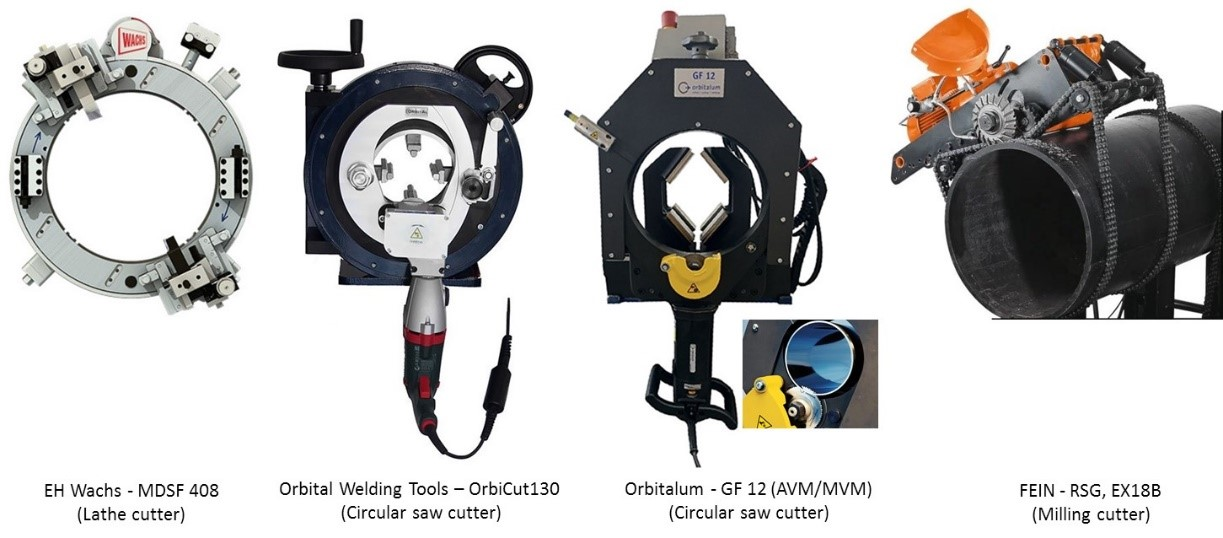 WACHS
GF 12
orbitalum
EH Wachs - MDSF 408
(Lathe cutter)
Orbital Welding Tools – OrbiCut130
(Circular saw cutter)
Orbitalum - GF 12 (AVM/MVM)
(Circular saw cutter)
FEIN - RSG, EX18B
(Milling cutter)